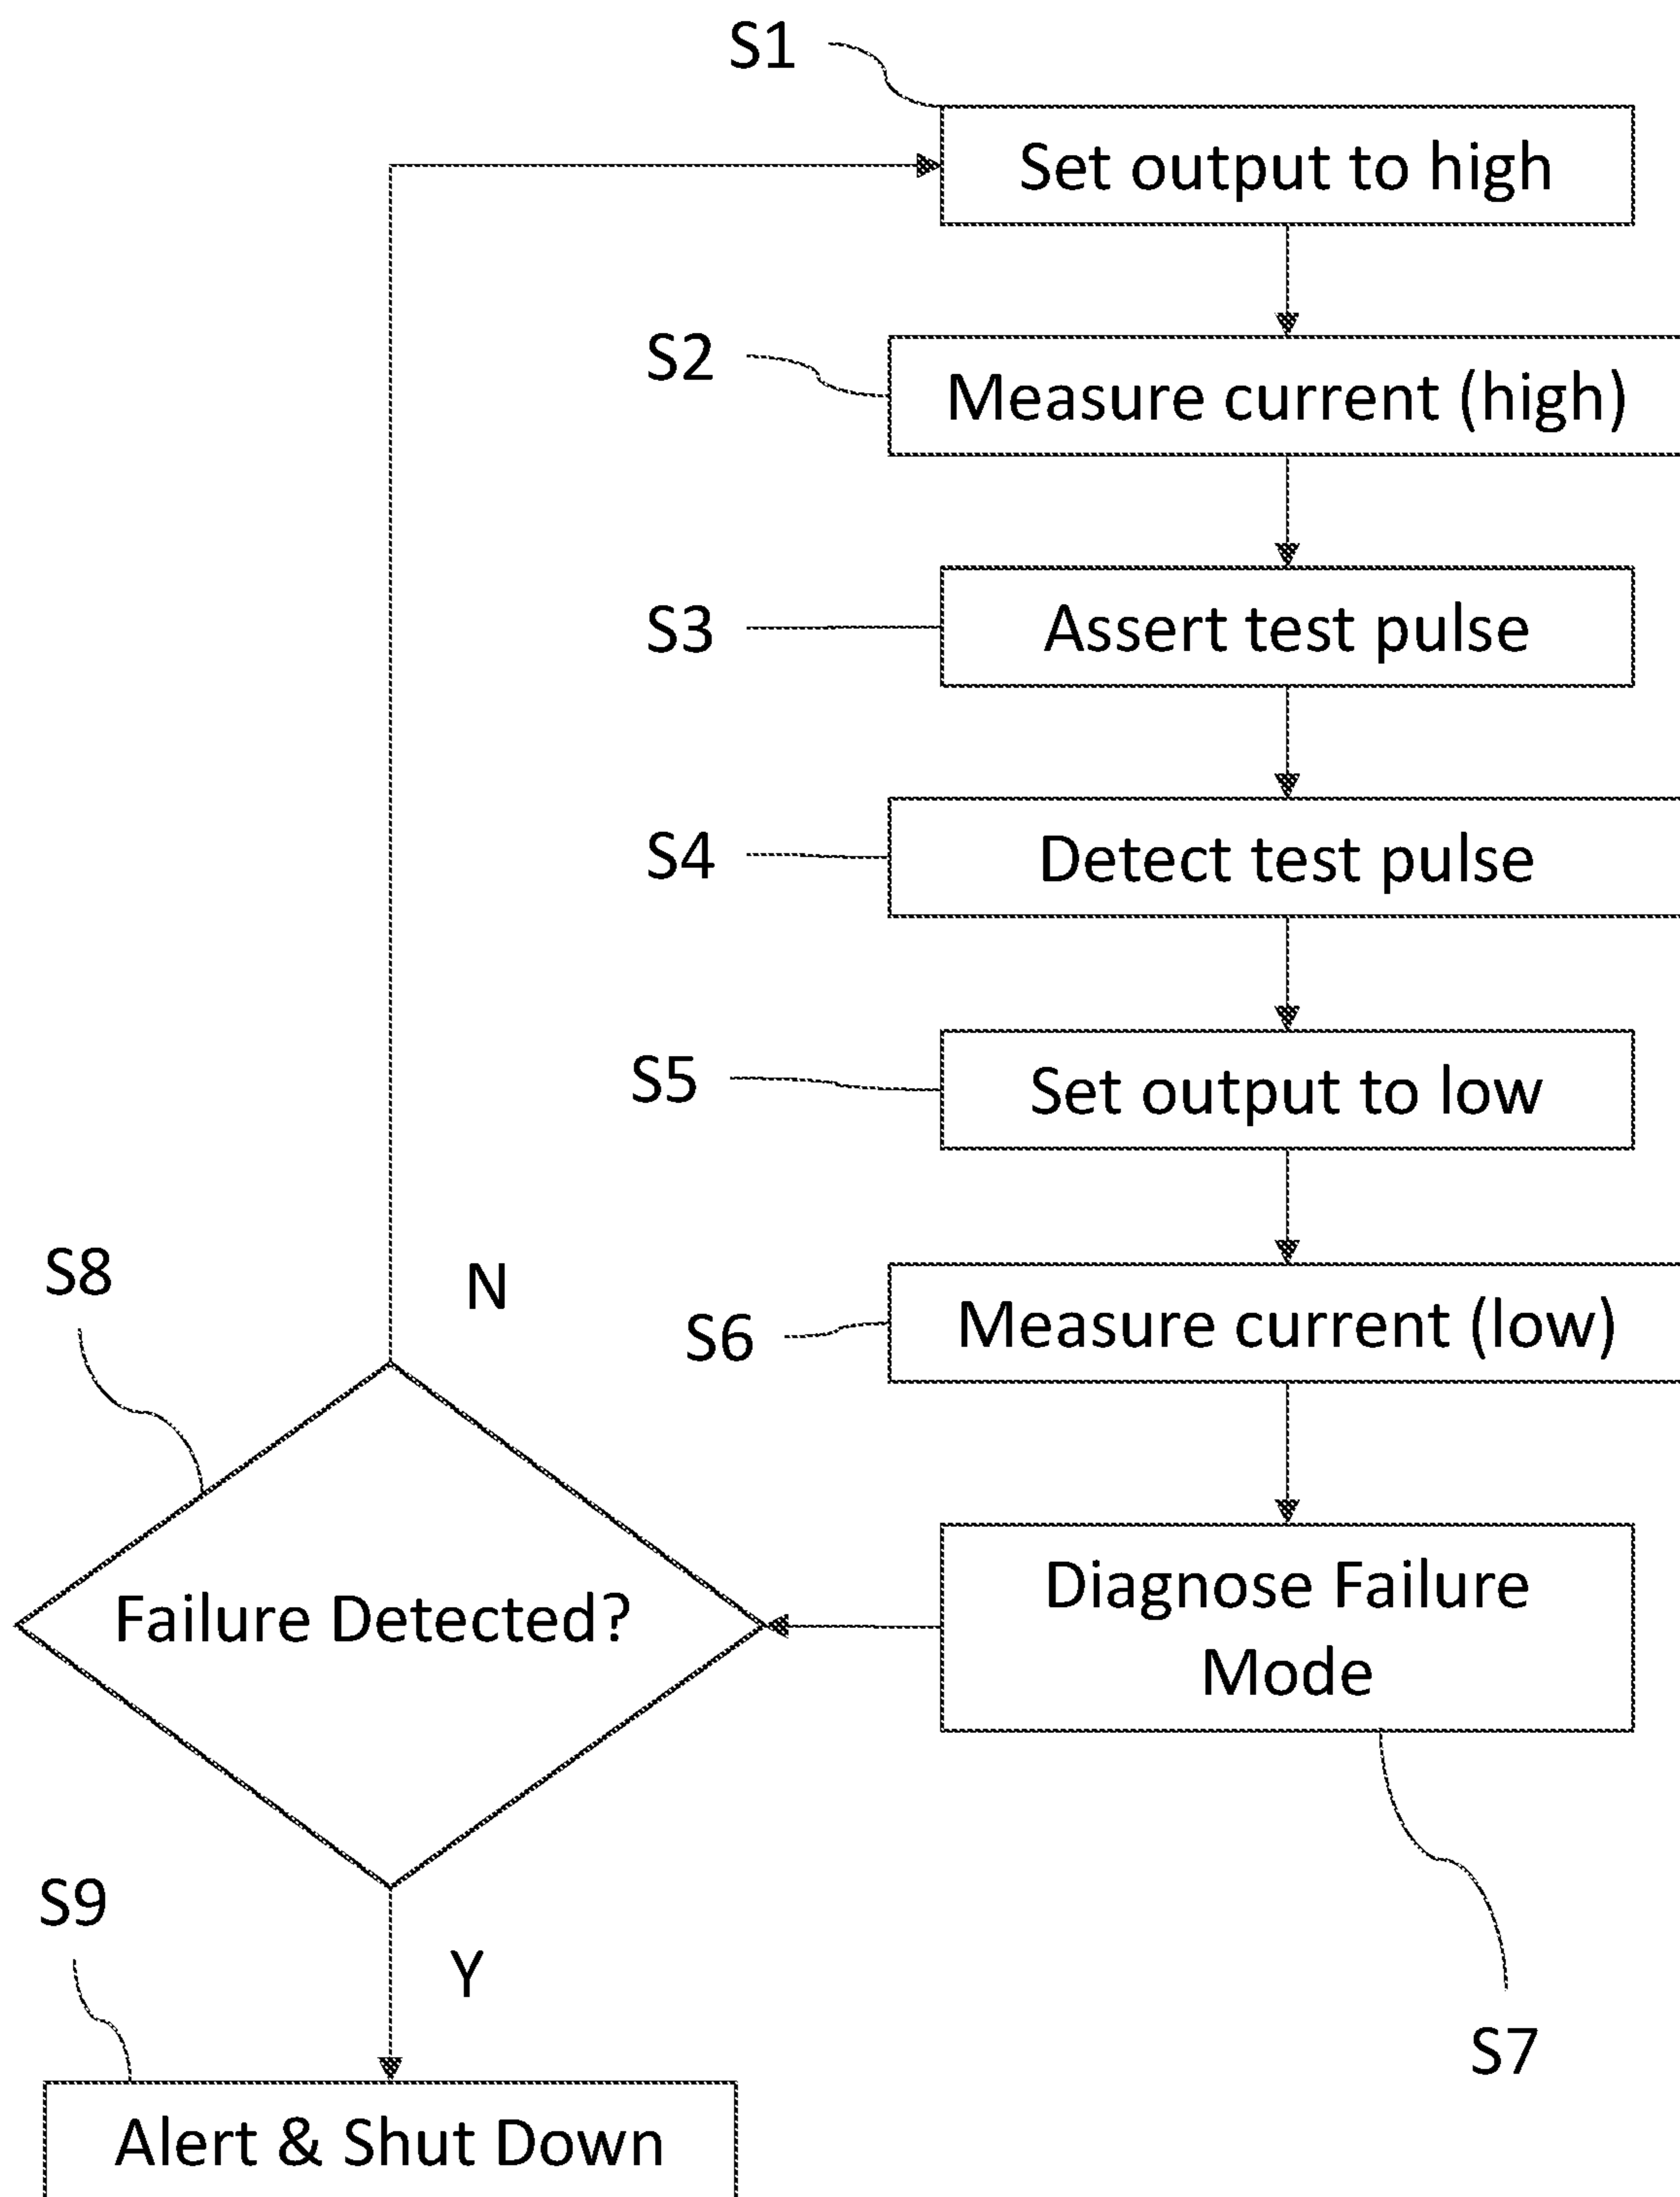 S1
Set output to high
S2
Measure current (high)
S3
Assert test pulse
S4
Detect test pulse
S5
Set output to low
S6
Measure current (low)
S8
N
Failure Detected?
Diagnose Failure
Mode
S9
Y
S7
Alert & Shut Down